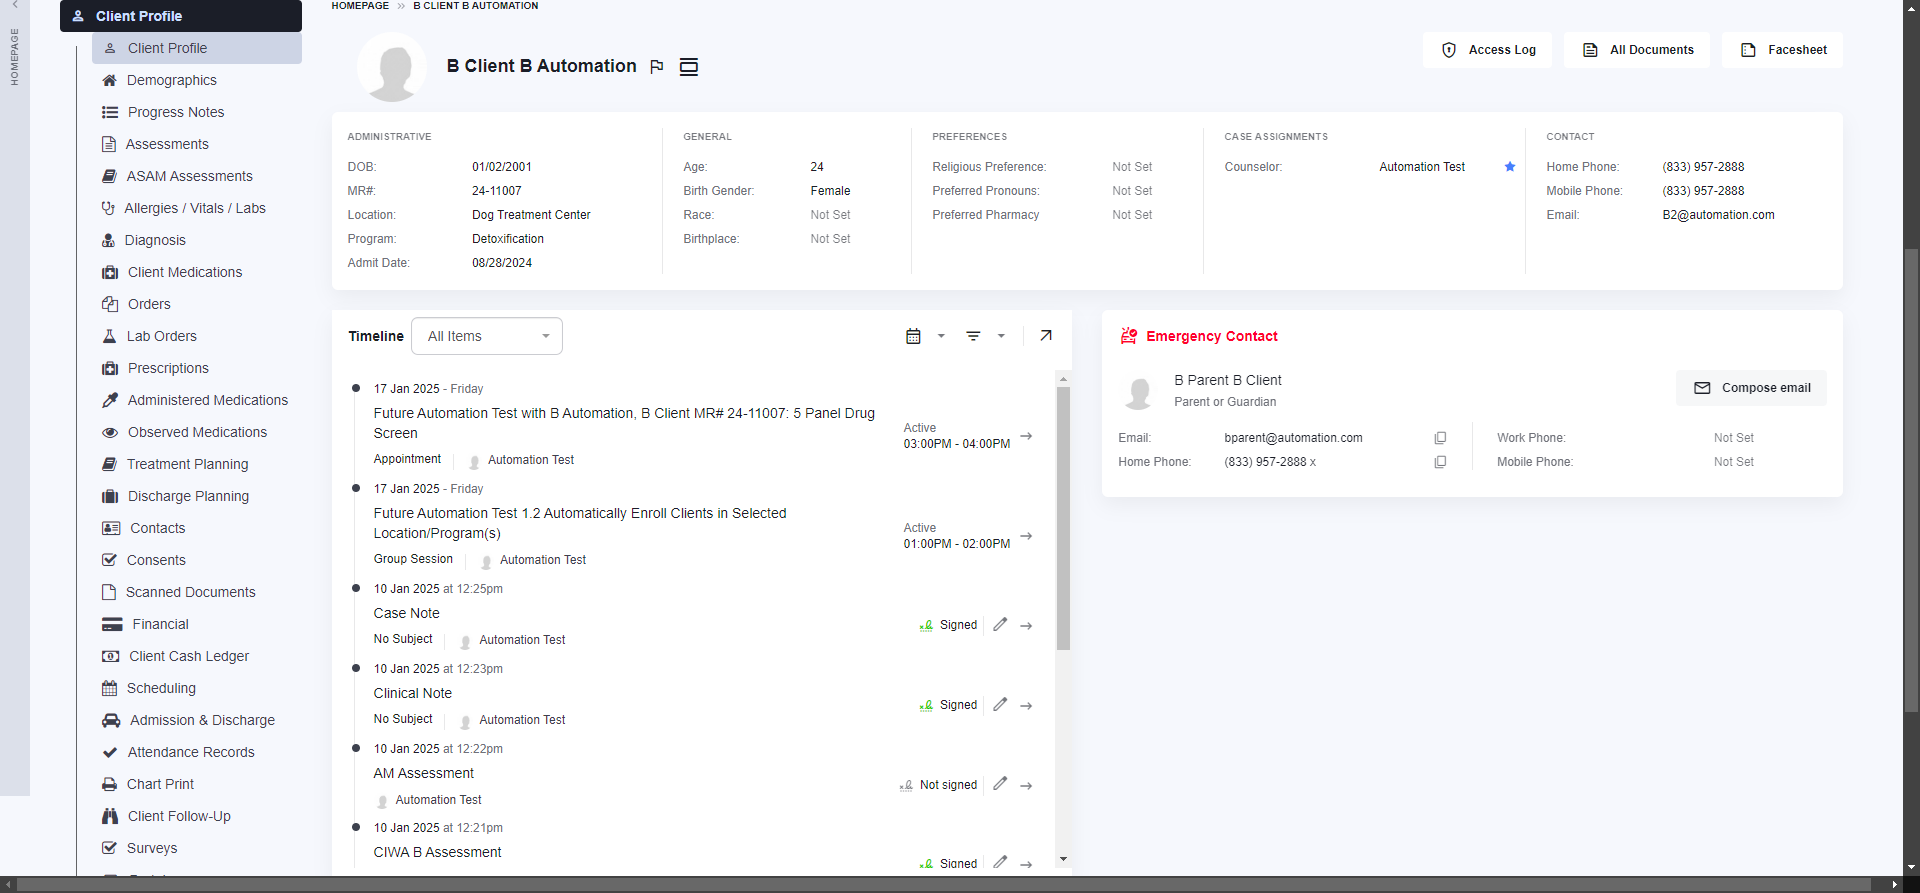 HOMEPAGE
Client Profile
Client Profile
Demographics
Progress Notes
Assessments
ASAM Assessments
Allergies / Vitals / Labs
Diagnosis
Client Medications
Orders
Lab Orders
Prescriptions
Administered Medications
Observed Medications
Treatment Planning
Discharge Planning
Contacts
Consents
Scanned Documents
Financial
Client Cash Ledger
Scheduling
Admission & Discharge
Attendance Records
Chart Print
Client Follow-Up
Surveys
HOMEPAGE >> B CLIENT B AUTOMATION
B Client B Automation
Access Log
All Documents
Facesheet
ADMINISTRATIVE
DOB: 01/02/2001
MR#: 24-11007
Location: Dog Treatment Center
Program: Detoxification
Admit Date: 08/28/2024
GENERAL
Age: 24
Birth Gender: Female
Race: Not Set
Birthplace: Not Set
PREFERENCES
Religious Preference: Not Set
Preferred Pronouns: Not Set
Preferred Pharmacy Not Set
CASE ASSIGNMENTS
Counselor: Automation Test
CONTACT
Home Phone: (833) 957-2888
Mobile Phone: (833) 957-2888
Email: B2@automation.com
Timeline All Items
17 Jan 2025 - Friday
Future Automation Test with B Automation, B Client MR# 24-11007: 5 Panel Drug
Screen
Appointment Automation Test
Active
03:00PM - 04:00PM
17 Jan 2025 - Friday
Future Automation Test 1.2 Automatically Enroll Clients in Selected
Location/Program(s)
Group Session Automation Test
Active
01:00PM - 02:00PM
10 Jan 2025 at 12:25pm
Case Note
No Subject Automation Test
Signed
10 Jan 2025 at 12:23pm
Clinical Note
No Subject Automation Test
Signed
10 Jan 2025 at 12:22pm
AM Assessment
Automation Test
Not signed
10 Jan 2025 at 12:21pm
CIWA B Assessment
Signed
Emergency Contact
B Parent B Client
Parent or Guardian
Compose email
Email: bparent@automation.com
Home Phone: (833) 957-2888 x
Work Phone: Not Set
Mobile Phone: Not Set